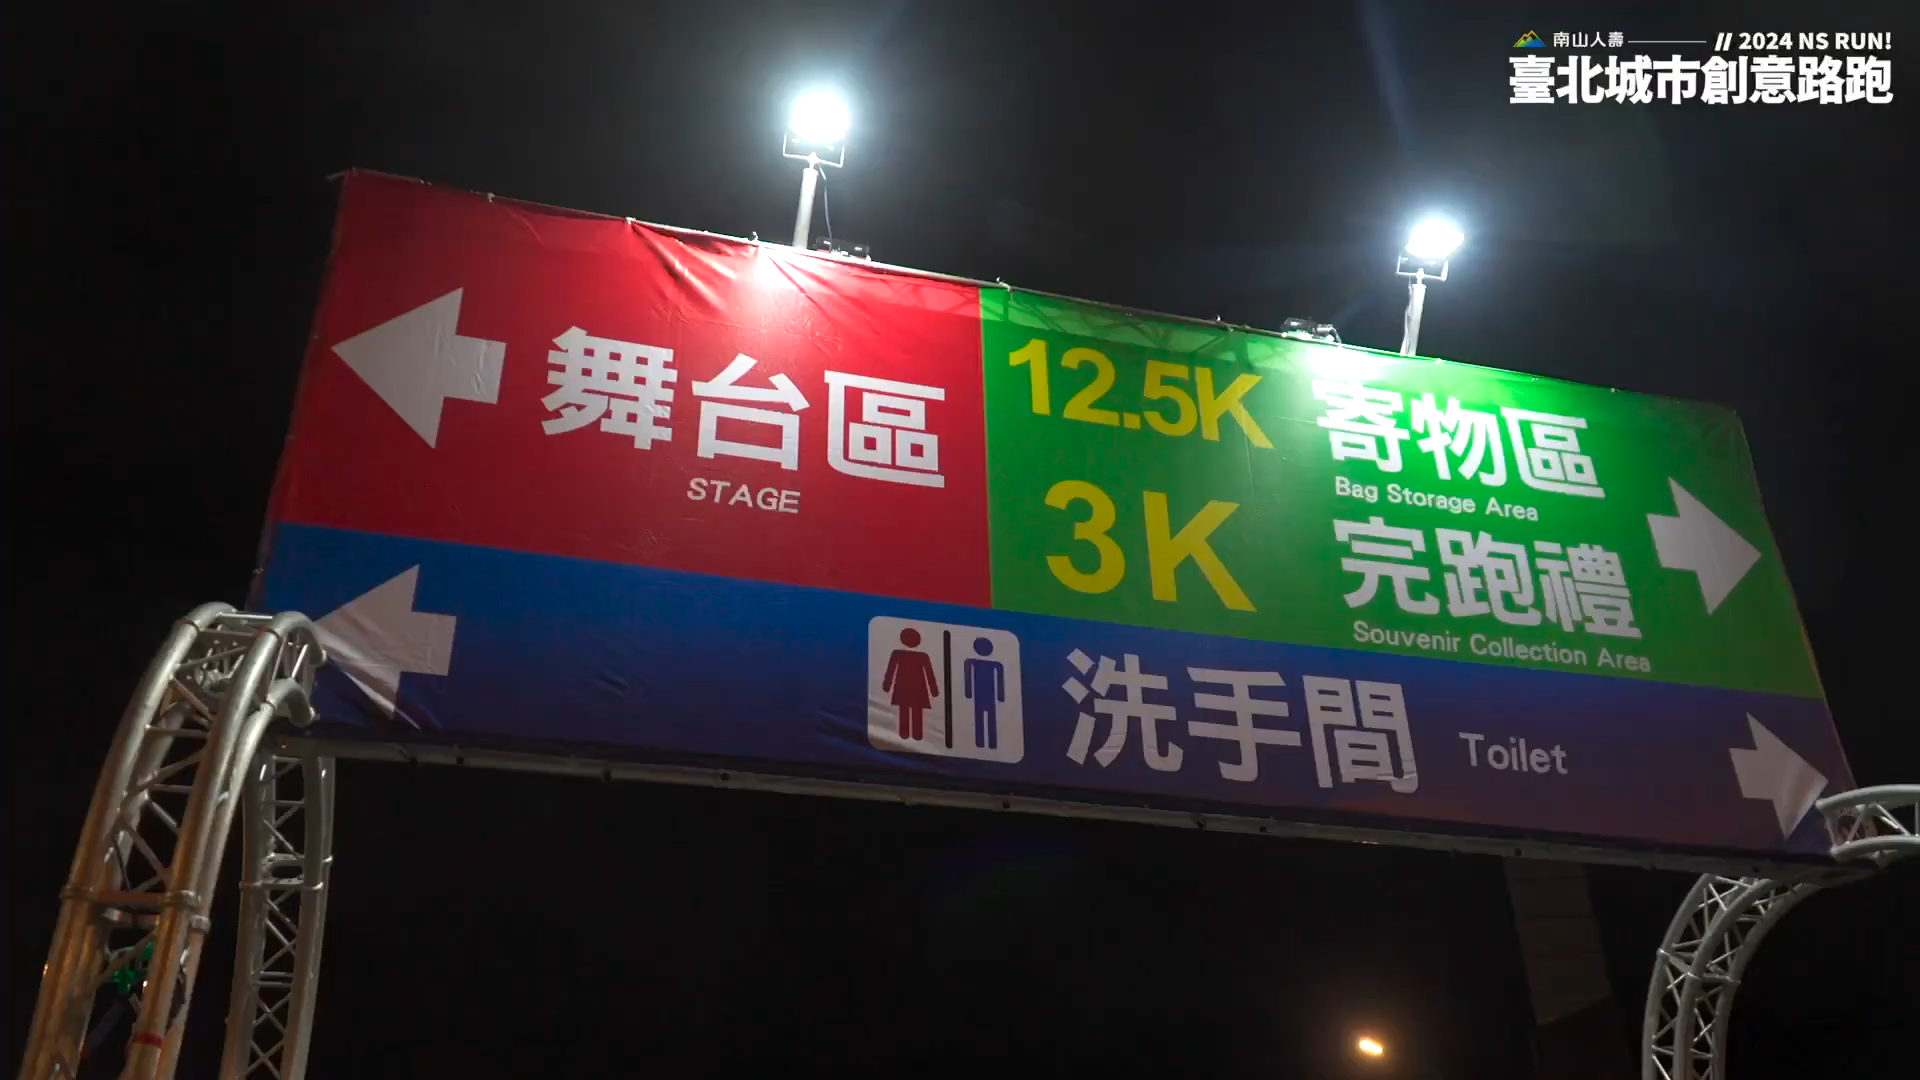 南山人壽 // 2024 NS RUN!
臺北城市創意路跑
舞台區
STAGE
12.5K
3K
寄物區
Bag Storage Area
完跑禮
Souvenir Collection Area
洗手間 Toilet